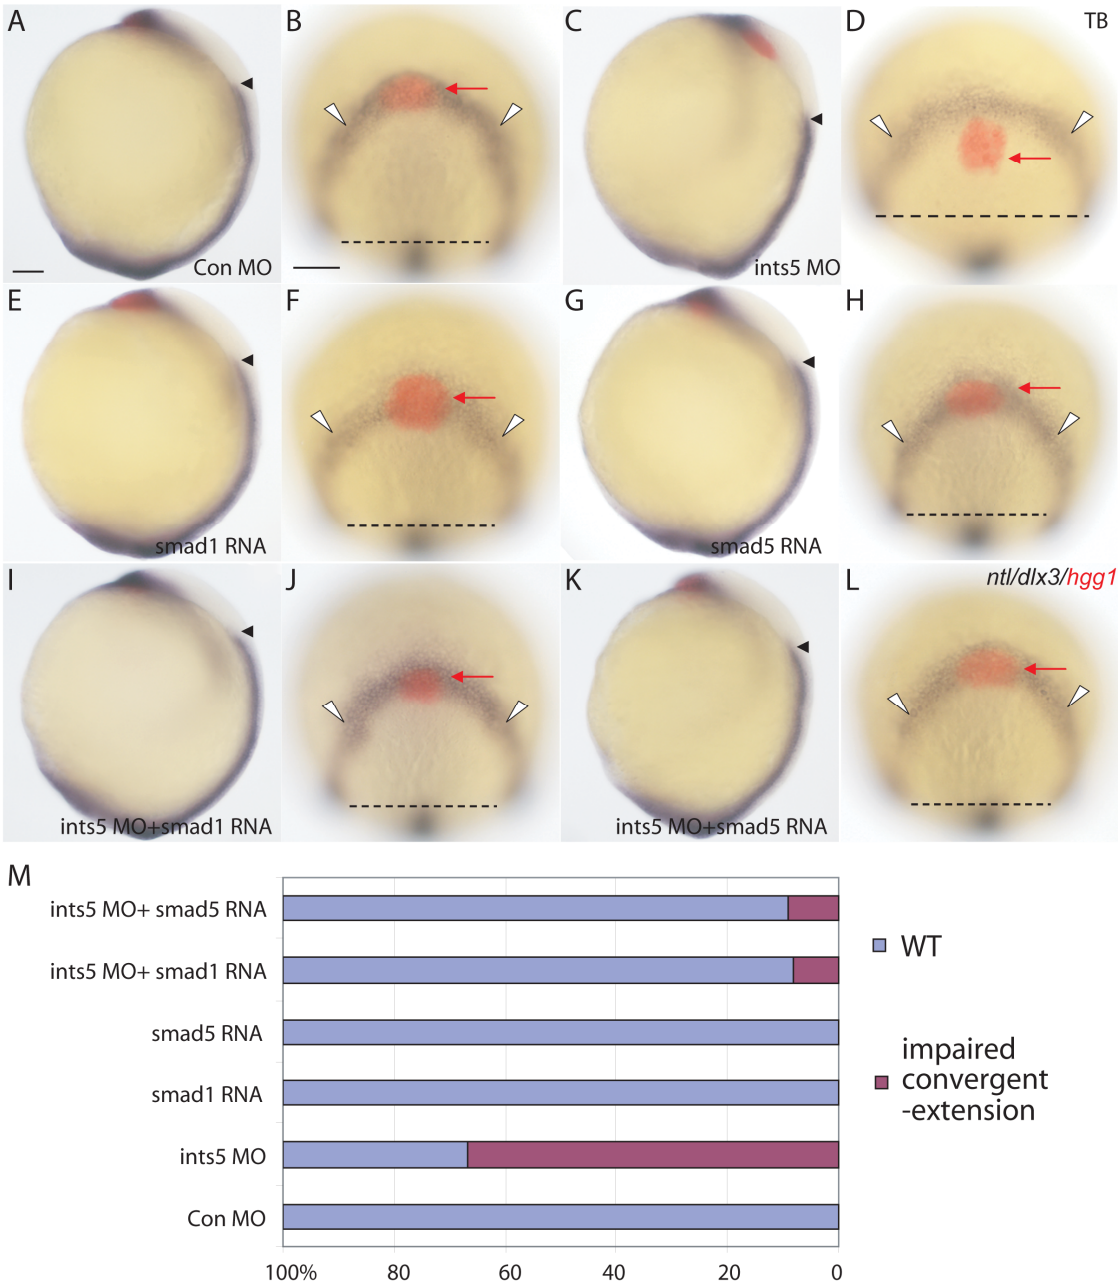 A
B
C
D
TB
Con MO
ints5 MO
E
F
G
H
smad1 RNA
smad5 RNA
I
J
K
L
ntl/dlx3/hgg1
ints5 MO+smad1 RNA
ints5 MO+smad5 RNA
M
ints5 MO+ smad5 RNA
ints5 MO+ smad1 RNA
smad5 RNA
smad1 RNA
ints5 MO
Con MO
100% 80 60 40 20 0
WT
impaired
convergent
-extension